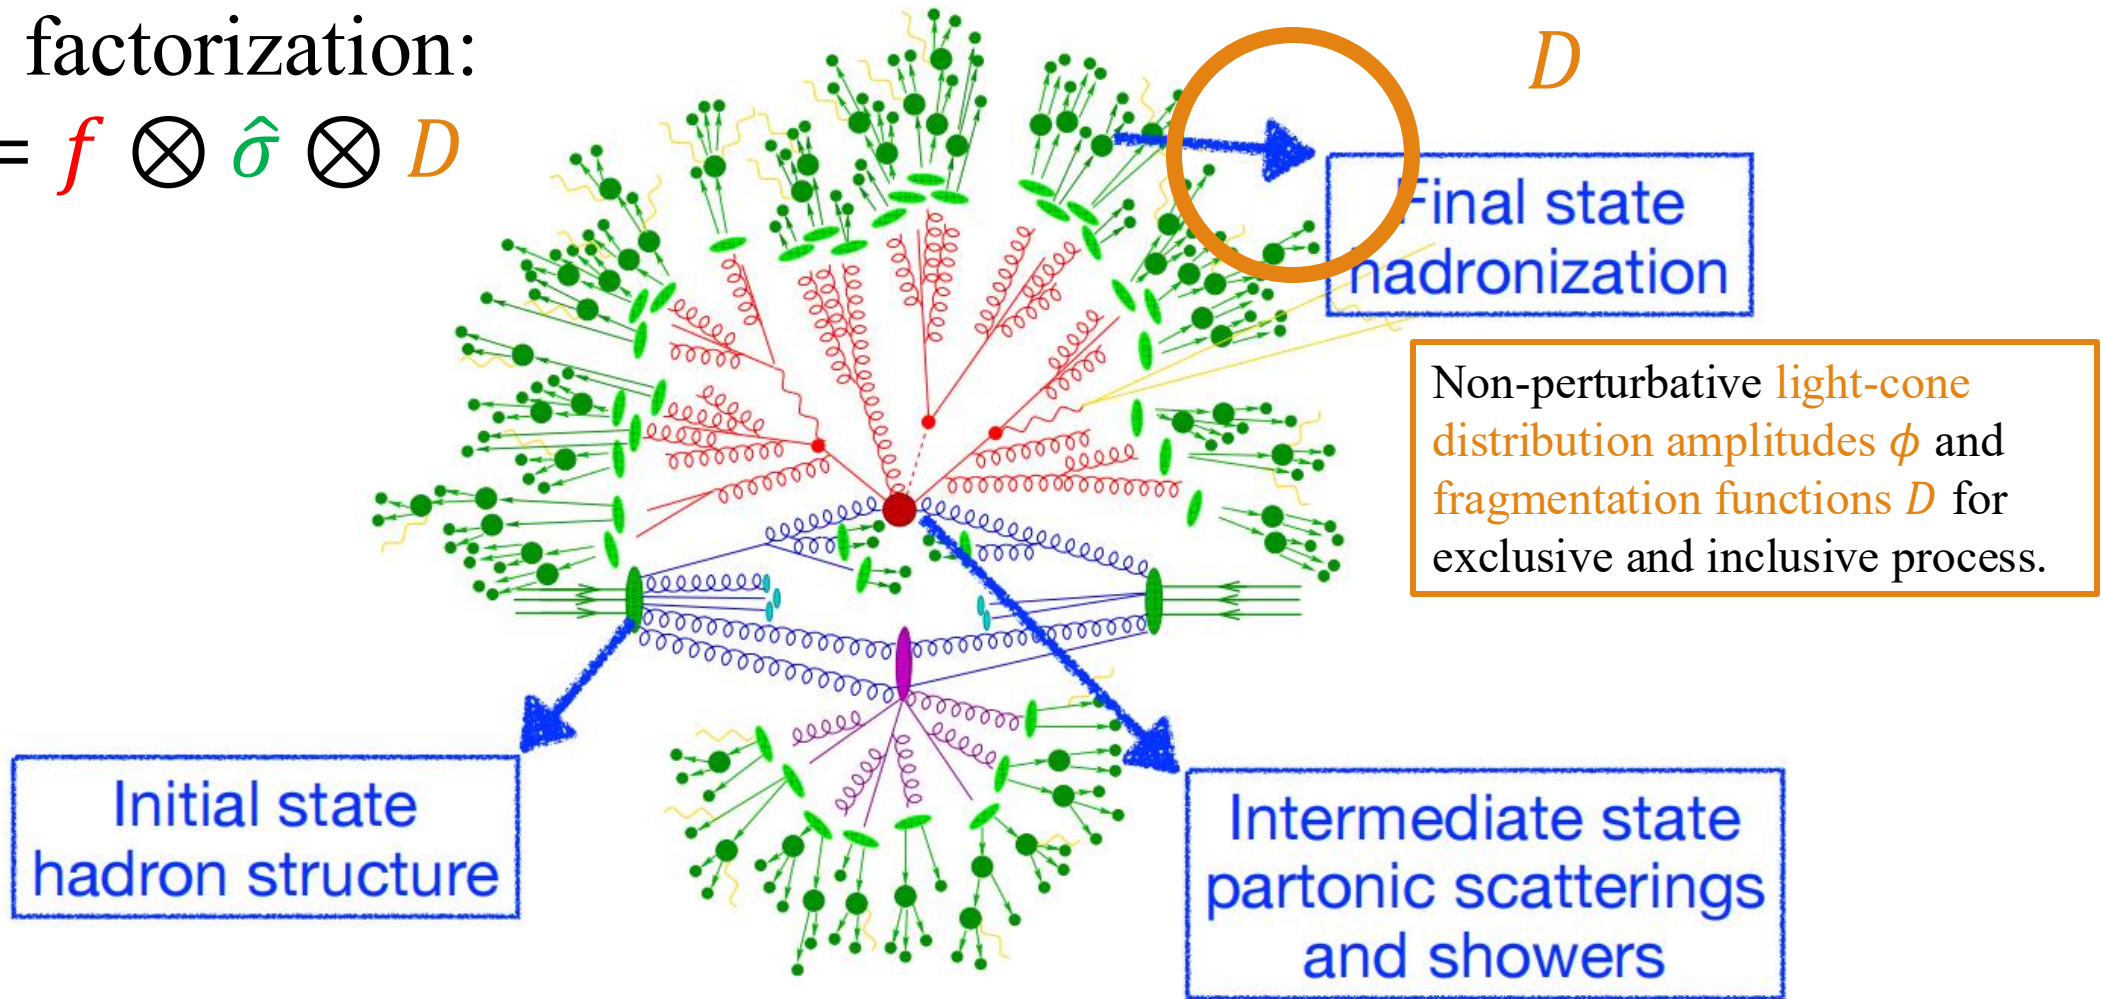 factorization:
= f ⊗ σ̂ ⊗ D
D
Final state
hadronization
Non-perturbative light-cone
distribution amplitudes ϕ and
fragmentation functions D for
exclusive and inclusive process.
Initial state
hadron structure
Intermediate state
partonic scatterings
and showers